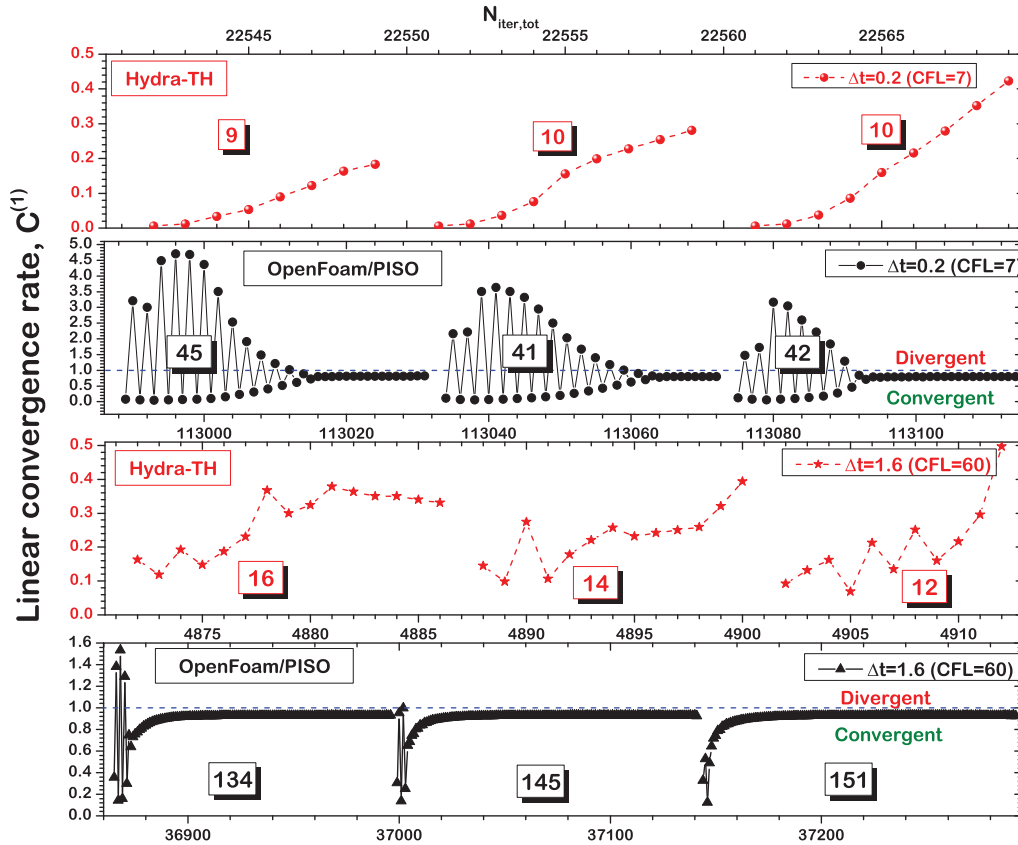 N_iter,tot
22545 22550 22555 22560 22565
Linear convergence rate, C^(1)
0.5
0.4
0.3
0.2
0.1
0.0
Hydra-TH
Δt=0.2 (CFL=7)
9 10 10
5.0
4.5
4.0
3.5
3.0
2.5
2.0
1.5
1.0
0.5
0.0
OpenFoam/PISO
Δt=0.2 (CFL=7)
45 41 42
Divergent
Convergent
113000 113020 113040 113060 113080 113100
0.5
0.4
0.3
0.2
0.1
0.0
Hydra-TH
Δt=1.6 (CFL=60)
16 14 12
4875 4880 4885 4890 4895 4900 4905 4910
1.6
1.4
1.2
1.0
0.8
0.6
0.4
0.2
0.0
OpenFoam/PISO
Δt=1.6 (CFL=60)
Divergent
Convergent
134 145 151
36900 37000 37100 37200